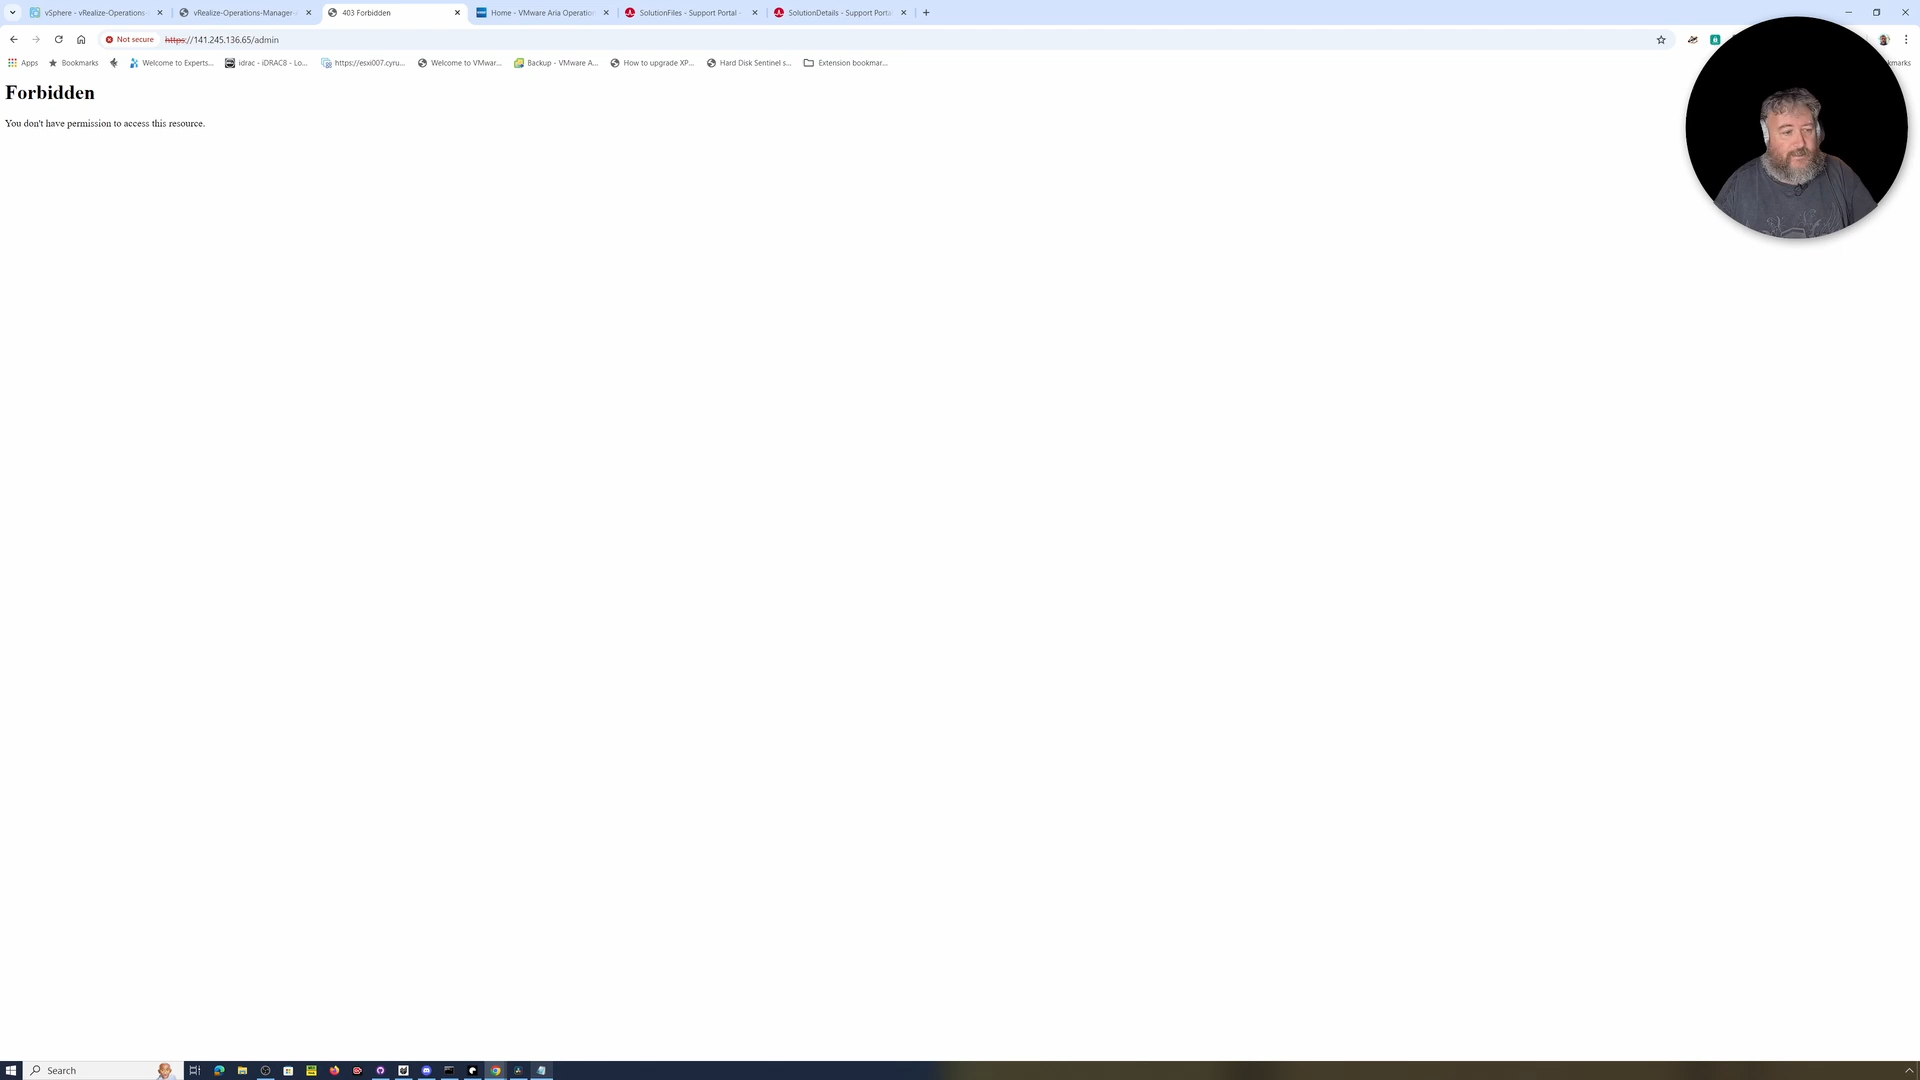 vSphere - vRealize-Operations-
vRealize-Operations-Manager-
403 Forbidden
Home - VMware Aria Operation
SolutionFiles - Support Portal -
SolutionDetails - Support Porta
Not secure
https://141.245.136.65/admin
Apps
Bookmarks
Welcome to Experts...
idrac - iDRAC8 - Lo...
https://esxi007.cyru...
Welcome to VMwar...
Backup - VMware A...
How to upgrade XP...
Hard Disk Sentinel s...
Extension bookmar...
kmarks
Forbidden
You don't have permission to access this resource.
Search